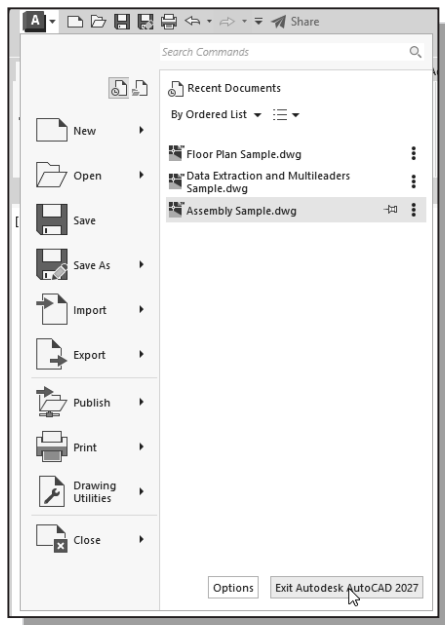 A Share
Search Commands
Recent Documents
By Ordered List
New
Open
Save
Save As
Import
Export
Publish
Print
Drawing
Utilities
Close
Floor Plan Sample.dwg
Data Extraction and Multileaders
Sample.dwg
Assembly Sample.dwg
Options Exit Autodesk AutoCAD 2027